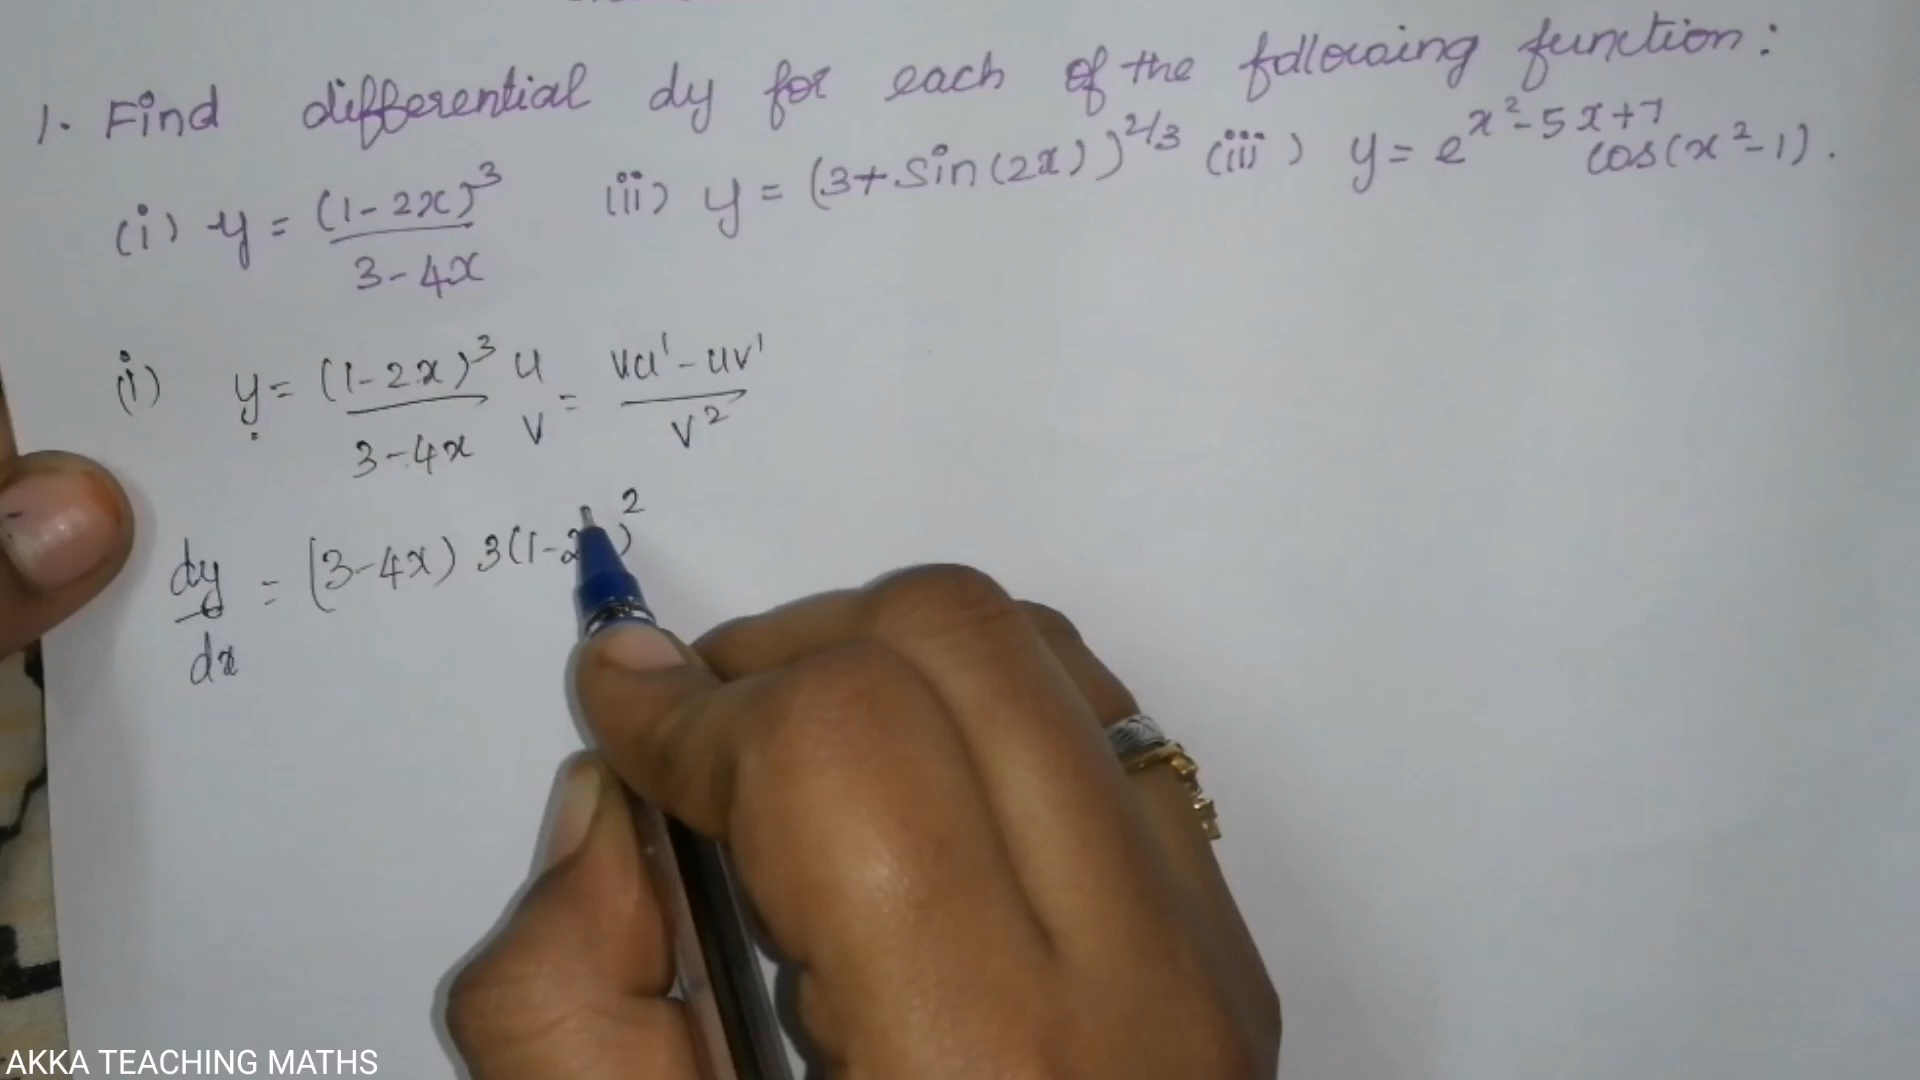 1. Find differential dy for each of the following function:
(i) y = (1-2x)^3 / 3-4x (ii) y = (3+Sin(2x))^2/3 (iii) y = e^x^2-5x+7 cos(x^2-1).
(i) y = (1-2x)^3 / 3-4x u/v = vu'-uv' / v^2
dy/dx = (3-4x) 3(1-2 )^2
AKKA TEACHING MATHS